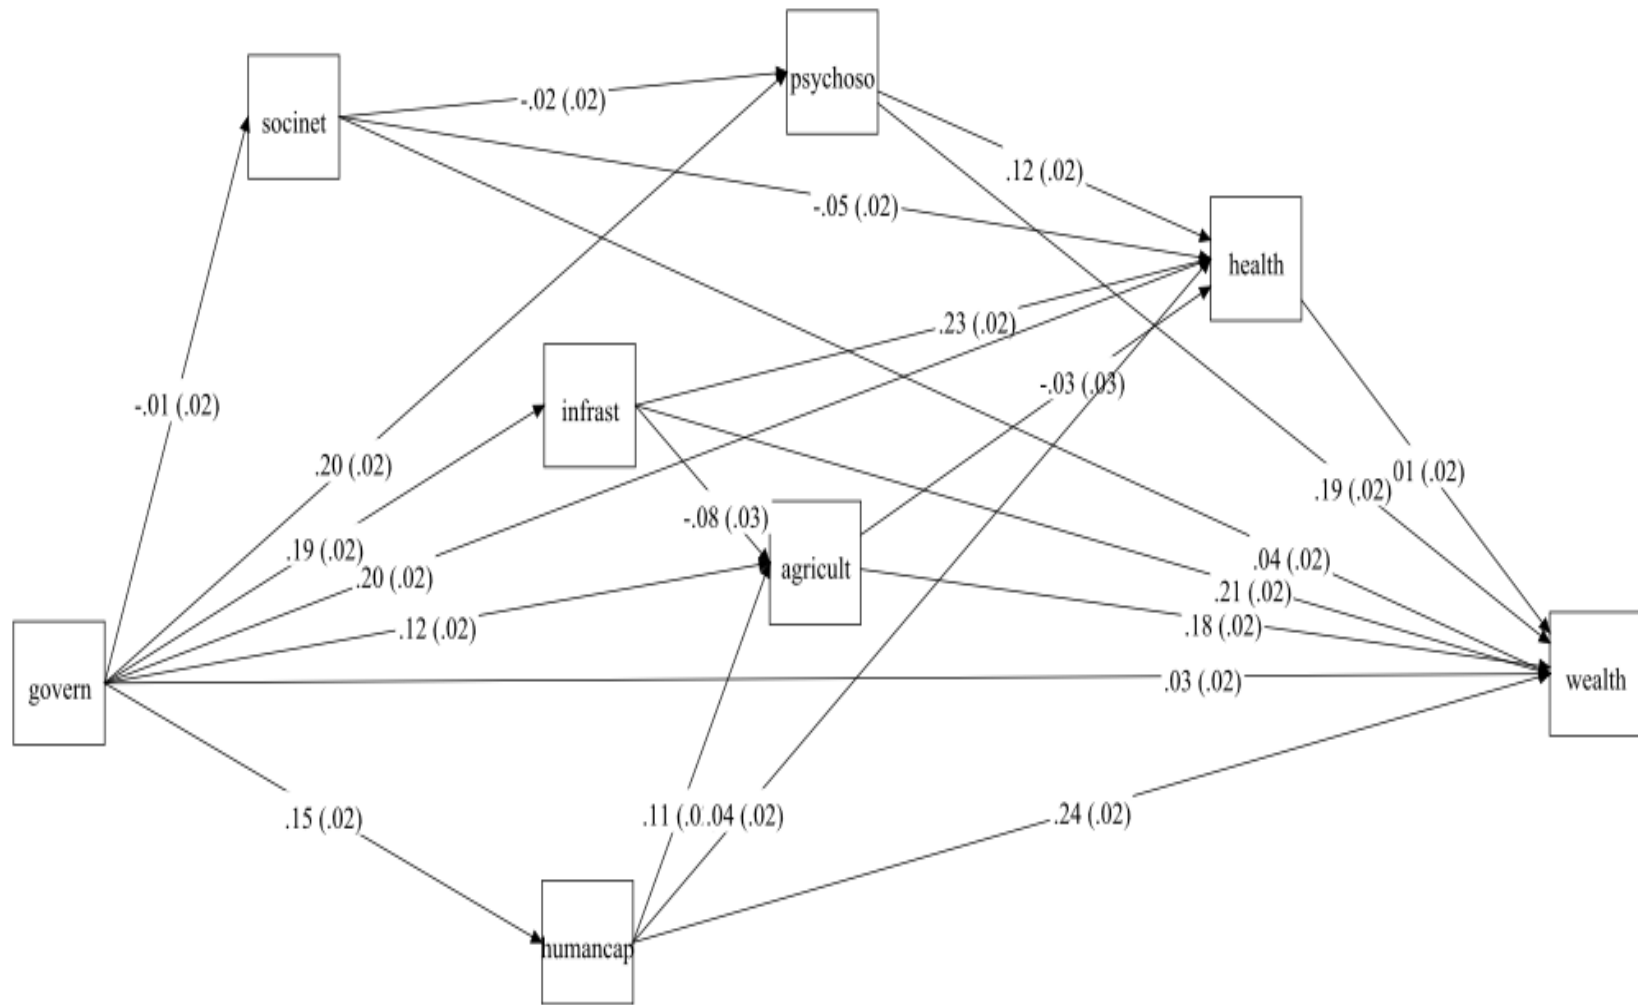 psychoso
-.02 (.02)
socinet
.12 (.02)
-.05 (.02)
health
.23 (.02)
-.03 (.03)
-.01 (.02)
infrast
.20 (.02)
.19 (.02)
01 (.02)
-.08 (.03)
.19 (.02)
.20 (.02)
agricult
.04 (.02)
.21 (.02)
.12 (.02)
.18 (.02)
govern
.03 (.02)
wealth
.15 (.02)
.11 (.0
.04 (.02)
.24 (.02)
humancap